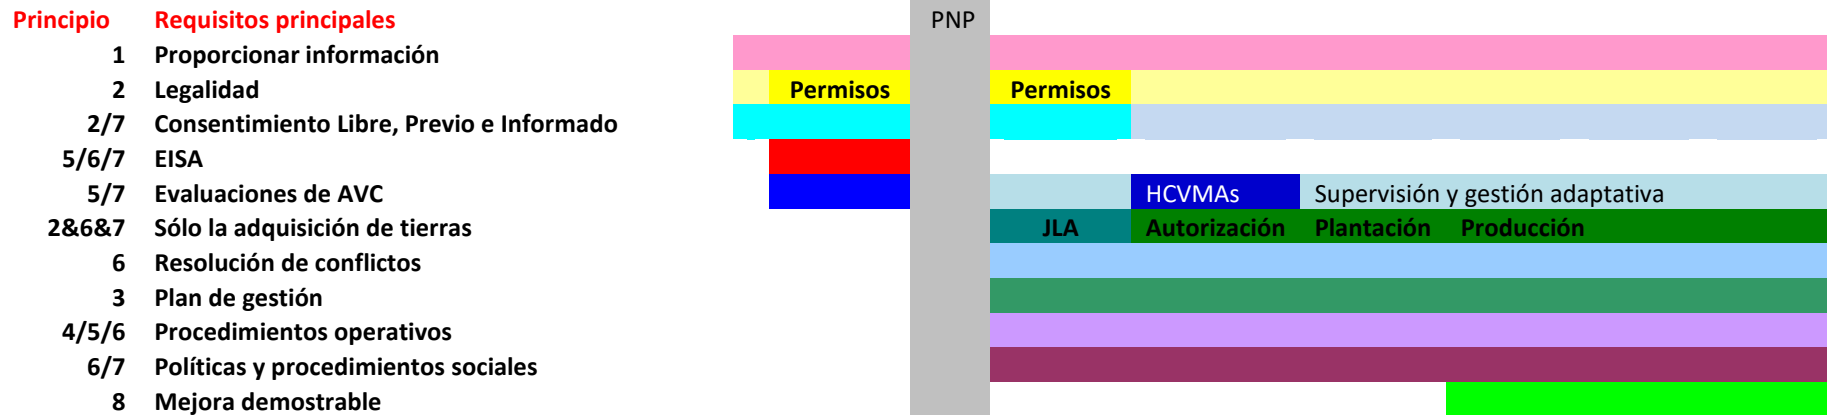 Principio Requisitos principales PNP
1 Proporcionar información
2 Legalidad Permisos Permisos
2/7 Consentimiento Libre, Previo e Informado
5/6/7 EISA
5/7 Evaluaciones de AVC HCVMAs Supervisión y gestión adaptativa
2&6&7 Sólo la adquisición de tierras JLA Autorización Plantación Producción
6 Resolución de conflictos
3 Plan de gestión
4/5/6 Procedimientos operativos
6/7 Políticas y procedimientos sociales
8 Mejora demostrable